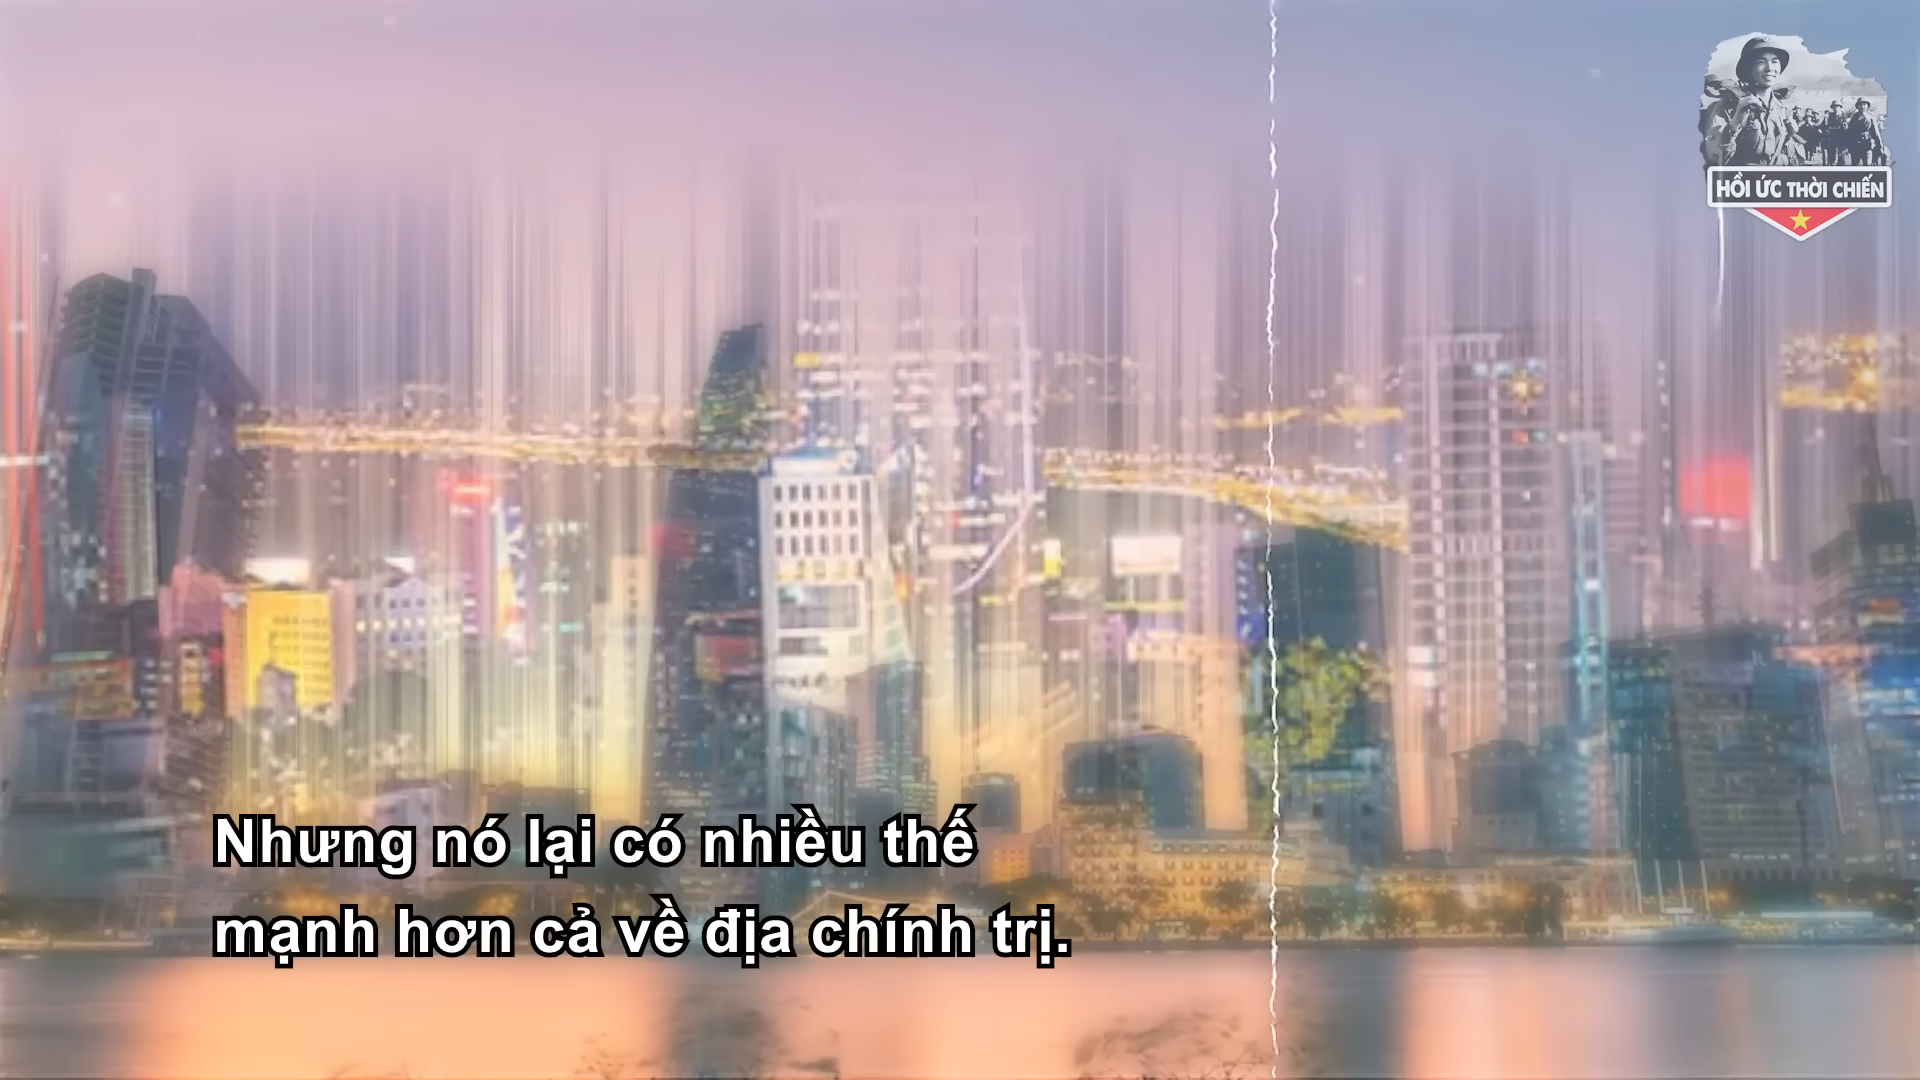 HỒI ỨC THỜI CHIẾN
Nhưng nó lại có nhiều thế
mạnh hơn cả về địa chính trị.